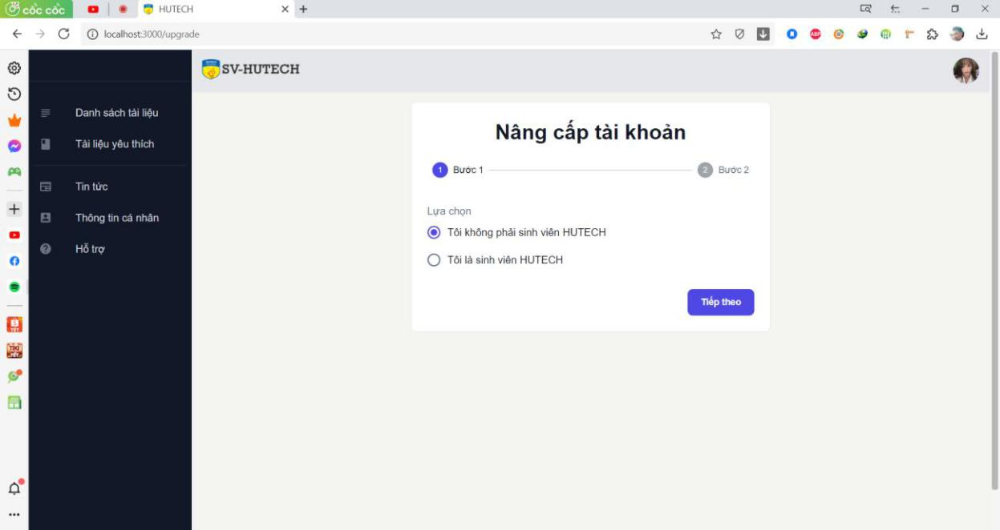 cốc cốc
HUTECH
localhost:3000/upgrade
ABP
SV-HUTECH
Danh sách tài liệu
Tài liệu yêu thích
Tin tức
Thông tin cá nhân
Hỗ trợ
Nâng cấp tài khoản
1 Bước 1
2 Bước 2
Lựa chọn
Tôi không phải sinh viên HUTECH
Tôi là sinh viên HUTECH
Tiếp theo
TIKI